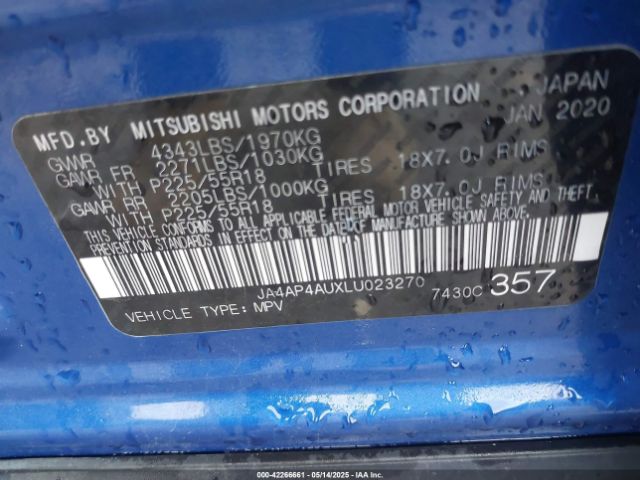 MFD.BY MITSUBISHI MOTORS CORPORATION JAPAN
GVWR 4343LBS/1970KG JAN 2020
GAWR FR 2271LBS/1030KG
WITH P225/55R18 TIRES 18X7.0J RIMS
GAWR RR 2205LBS/1000KG
WITH P225/55R18 TIRES 18X7.0J RIMS
THIS VEHICLE CONFORMS TO ALL APPLICABLE FEDERAL MOTOR VEHICLE SAFETY AND THEFT
PREVENTION STANDARDS IN EFFECT ON THE DATE OF MANUFACTURE SHOWN ABOVE.
JA4AP4AUXLU023270 7430C 357
VEHICLE TYPE: MPV
000-42266661 — 05/14/2025 — IAA, Inc.